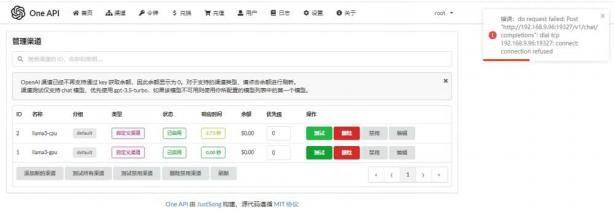 One API 首页 渠道 令牌 兑换 充值 用户 日志 设置 关于 root
错误：do request failed: Post
"http://192.168.9.96:19327/v1/chat/
completions": dial tcp
192.168.9.96:19327: connect:
connection refused
管理渠道
OpenAI 渠道已经不再支持通过 key 获取余额，因此余额显示为 0。对于支持的渠道类型，请点击余额进行刷新。
渠道测试仅支持 chat 模型，优先使用 gpt-3.5-turbo，如果该模型不可用则使用你所配置的模型列表中的第一个模型。
ID 名称 分组 类型 状态 响应时间 余额 优先级 操作
2 llama3-cpu default 自定义渠道 已启用 2.73 秒 $0.00 0 测试 删除 禁用 编辑
1 llama3-gpu default 自定义渠道 已启用 0.00 秒 $0.00 0 测试 删除 禁用 编辑
添加新的渠道 测试所有渠道 测试禁用渠道 删除禁用渠道 刷新 « ‹ 1 › »
One API 由 JustSong 构建，源代码遵循 MIT 协议